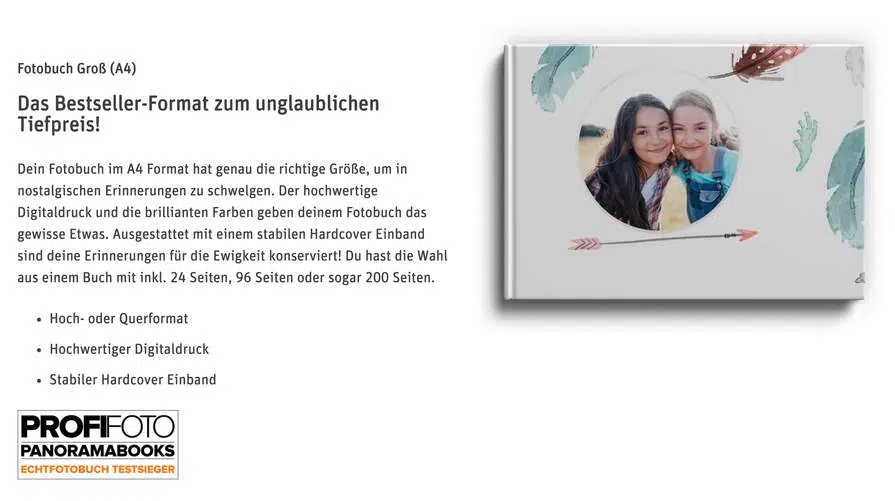 Fotobuch Groß (A4)
Das Bestseller-Format zum unglaublichen
Tiefpreis!
Dein Fotobuch im A4 Format hat genau die richtige Größe, um in
nostalgischen Erinnerungen zu schwelgen. Der hochwertige
Digitaldruck und die brillianten Farben geben deinem Fotobuch das
gewisse Etwas. Ausgestattet mit einem stabilen Hardcover Einband
sind deine Erinnerungen für die Ewigkeit konserviert! Du hast die Wahl
aus einem Buch mit inkl. 24 Seiten, 96 Seiten oder sogar 200 Seiten.
• Hoch- oder Querformat
• Hochwertiger Digitaldruck
• Stabiler Hardcover Einband
PROFIFOTO
PANORAMABOOKS
ECHTFOTOBUCH TESTSIEGER